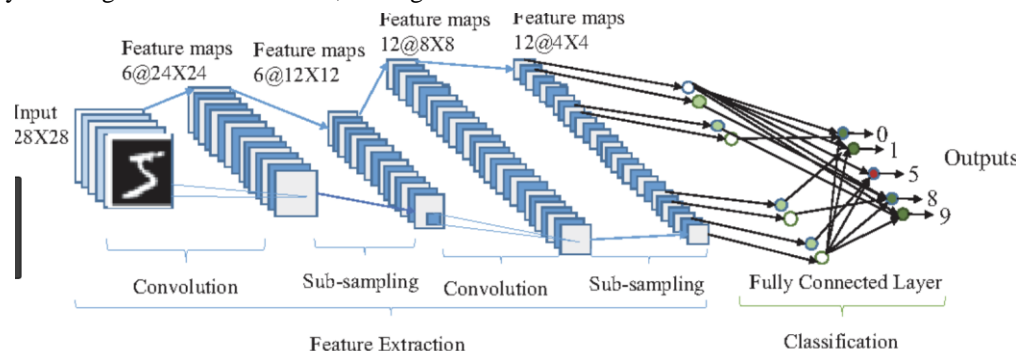 Feature maps
12@8X8
Feature maps
12@4X4
Feature maps
6@24X24
Feature maps
6@12X12
Input
28X28
0
1
5
8
9
Outputs
Convolution
Sub-sampling
Convolution
Sub-sampling
Fully Connected Layer
Feature Extraction
Classification